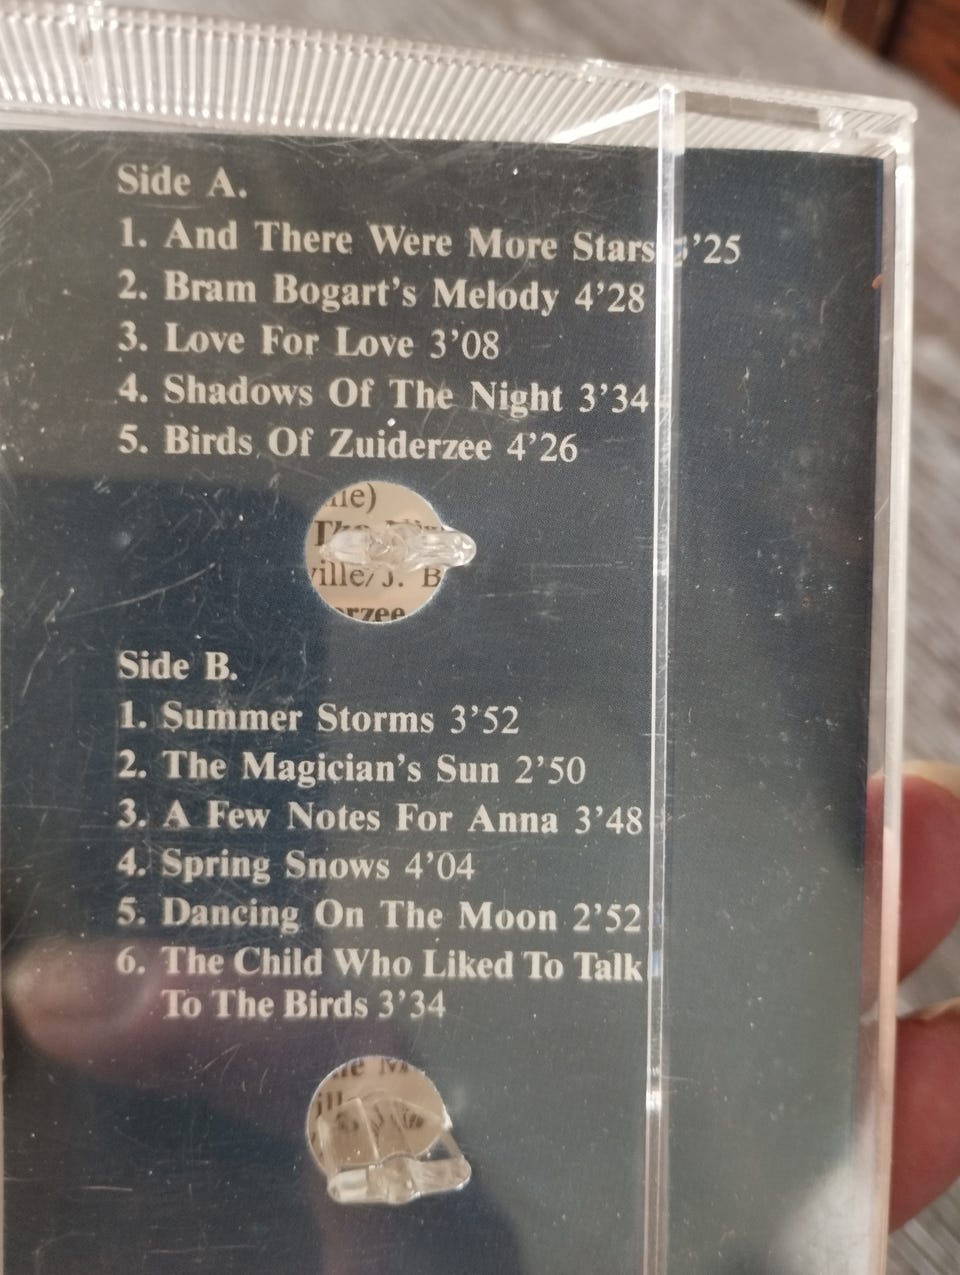 Side A.
1. And There Were More Stars '25
2. Bram Bogart's Melody 4'28
3. Love For Love 3'08
4. Shadows Of The Night 3'34
5. Birds Of Zuiderzee 4'26
Side B.
1. Summer Storms 3'52
2. The Magician's Sun 2'50
3. A Few Notes For Anna 3'48
4. Spring Snows 4'04
5. Dancing On The Moon 2'52
6. The Child Who Liked To Talk
To The Birds 3'34